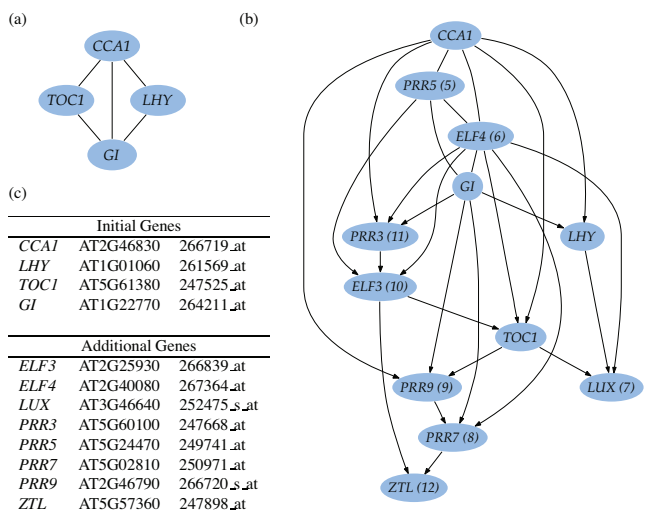 (a)
CCA1
TOC1
LHY
GI
(b)
CCA1
PRR5 (5)
ELF4 (6)
GI
PRR3 (11)
LHY
ELF3 (10)
TOC1
PRR9 (9)
LUX (7)
PRR7 (8)
ZTL (12)
(c)
Initial Genes
CCA1 AT2G46830 266719_at
LHY AT1G01060 261569_at
TOC1 AT5G61380 247525_at
GI AT1G22770 264211_at
Additional Genes
ELF3 AT2G25930 266839_at
ELF4 AT2G40080 267364_at
LUX AT3G46640 252475_s_at
PRR3 AT5G60100 247668_at
PRR5 AT5G24470 249741_at
PRR7 AT5G02810 250971_at
PRR9 AT2G46790 266720_s_at
ZTL AT5G57360 247898_at